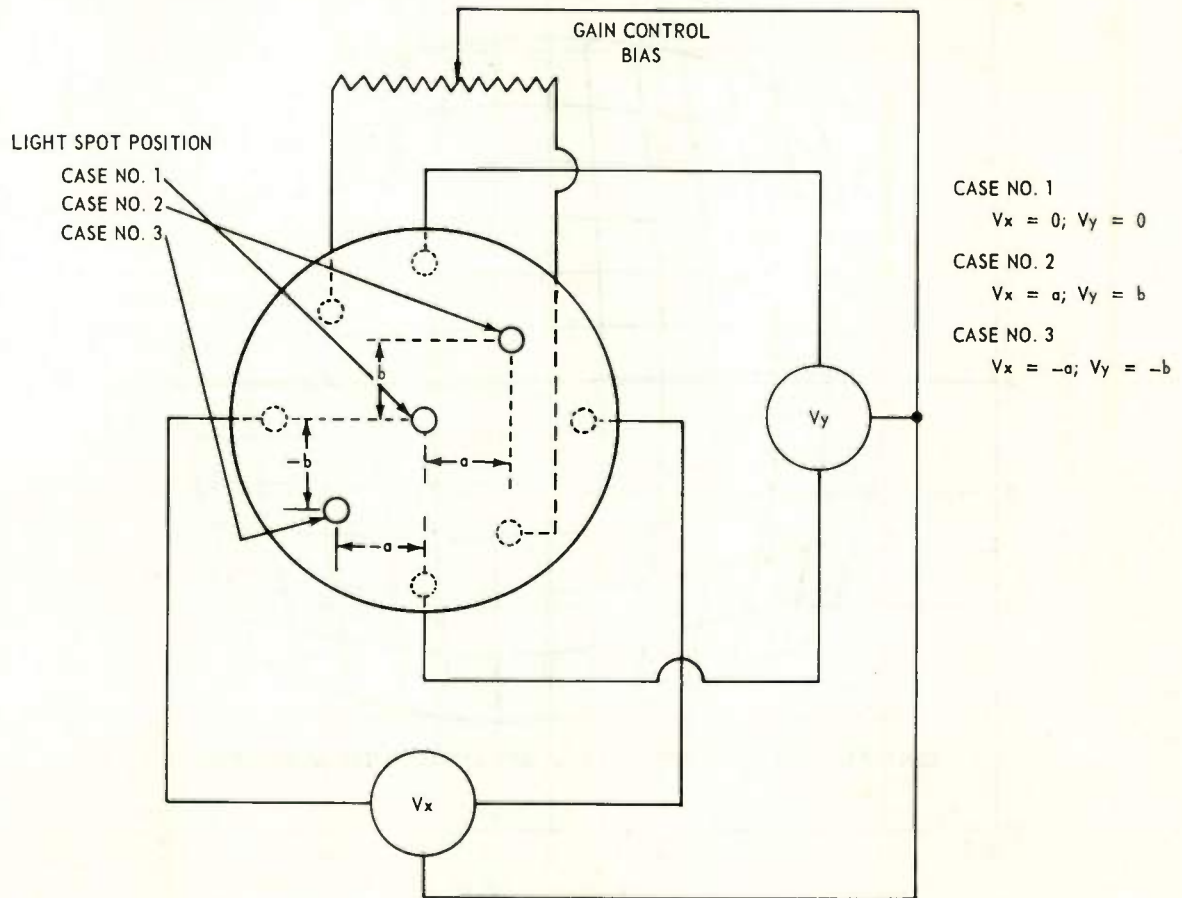 GAIN CONTROL
BIAS
LIGHT SPOT POSITION
CASE NO. 1
CASE NO. 2
CASE NO. 3
CASE NO. 1
Vx = 0; Vy = 0
CASE NO. 2
Vx = a; Vy = b
CASE NO. 3
Vx = -a; Vy = -b
b
-b
a
-a
Vy
Vx